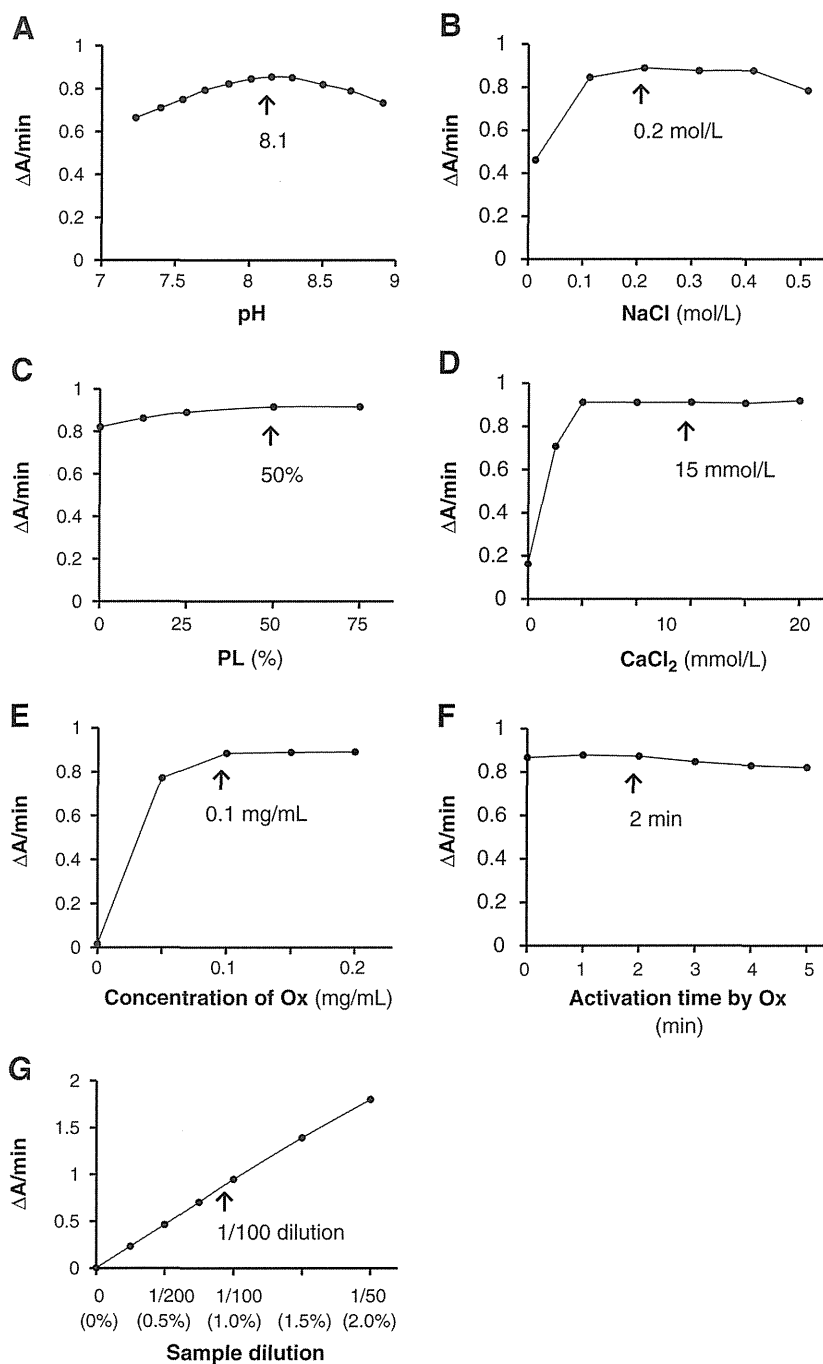 A
ΔA/min
1
0.8
0.6
0.4
0.2
0
8.1
7 7.5 8 8.5 9
pH
B
ΔA/min
1
0.8
0.6
0.4
0.2
0
0.2 mol/L
0 0.1 0.2 0.3 0.4 0.5
NaCl (mol/L)
C
ΔA/min
1
0.8
0.6
0.4
0.2
0
50%
0 25 50 75
PL (%)
D
ΔA/min
1
0.8
0.6
0.4
0.2
0
15 mmol/L
0 10 20
CaCl₂ (mmol/L)
E
ΔA/min
1
0.8
0.6
0.4
0.2
0
0.1 mg/mL
0 0.1 0.2
Concentration of Ox (mg/mL)
F
ΔA/min
1
0.8
0.6
0.4
0.2
0
2 min
0 1 2 3 4 5
Activation time by Ox
(min)
G
ΔA/min
2
1.5
1
0.5
0
1/100 dilution
0 1/200 1/100 1/50
(0%) (0.5%) (1.0%) (1.5%) (2.0%)
Sample dilution